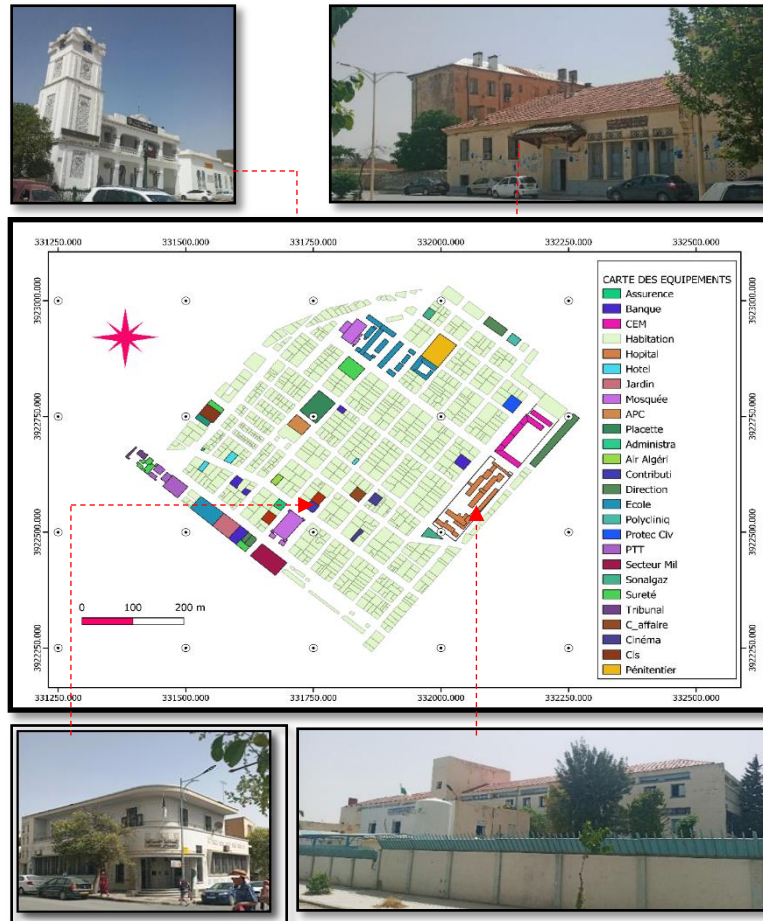 331250.000 331500.000 331750.000 332000.000 332250.000 332500.000
3923000.000
3922750.000
3922500.000
3922250.000
0 100 200 m
CARTE DES EQUIPEMENTS
Assurence
Banque
CEM
Habitation
Hopital
Hotel
Jardin
Mosquée
APC
Placette
Administra
Air Algéri
Contributi
Direction
Ecole
Polycliniq
Protec Civ
PTT
Secteur Mil
Sonalgaz
Sureté
Tribunal
C_affaire
Cinéma
Cls
Pénitentier
3923000.000
3922750.000
3922500.000
3922250.000
331250.000 331500.000 331750.000 332000.000 332250.000 332500.000